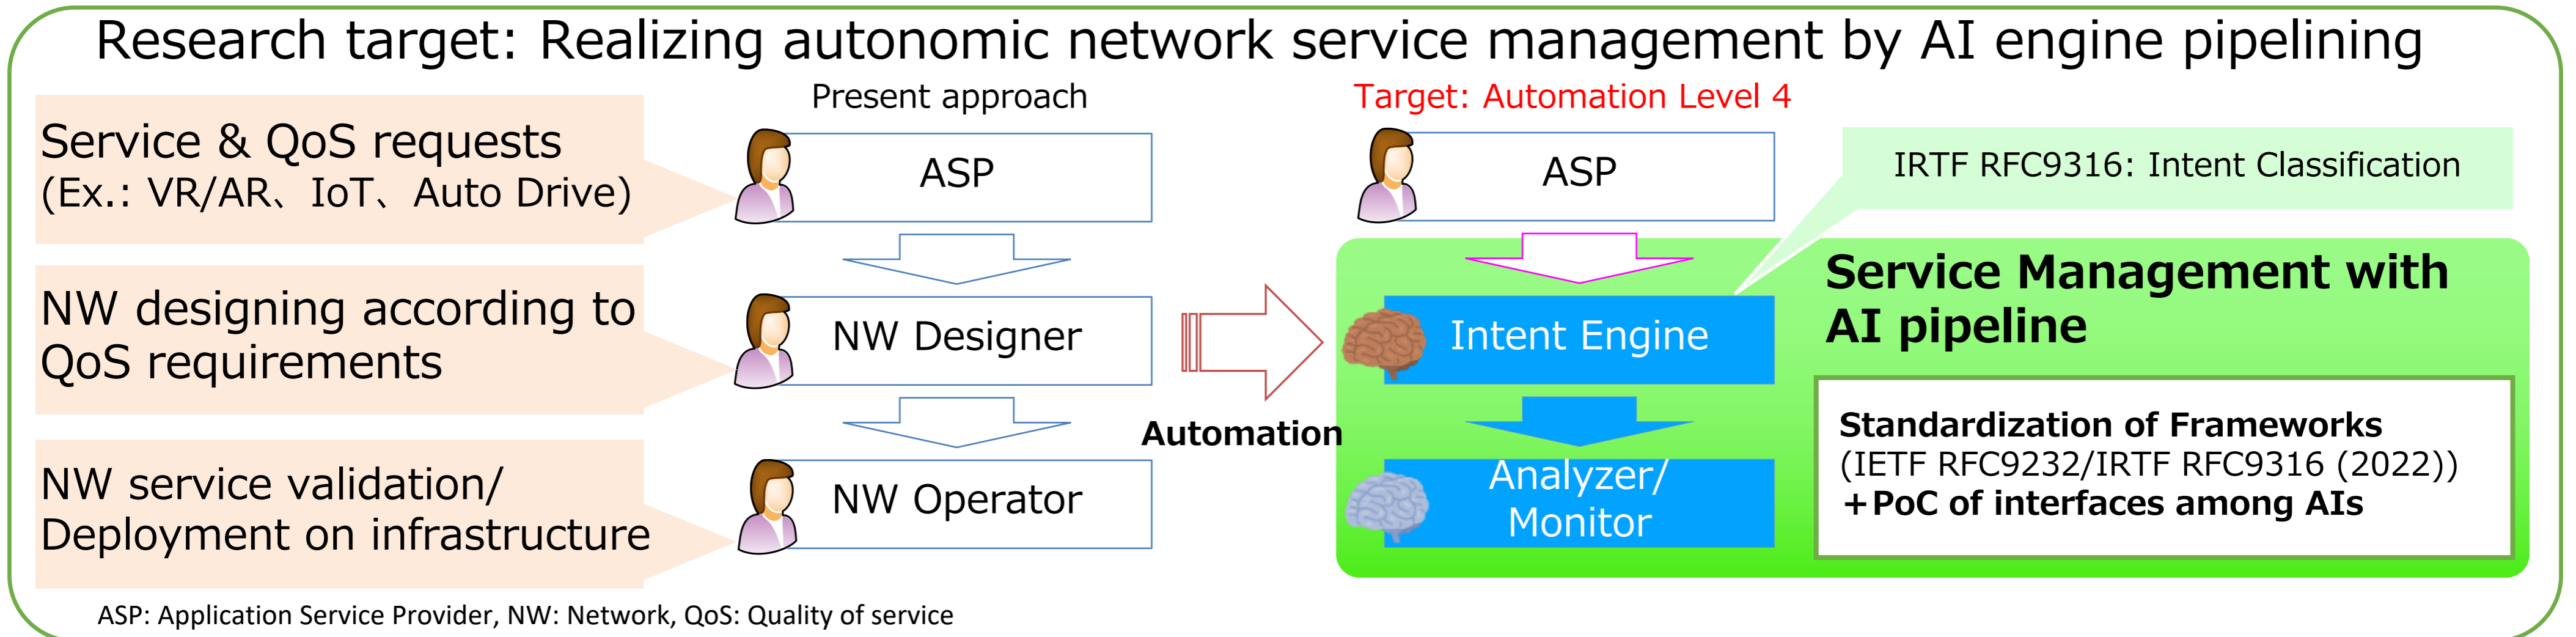 Research target: Realizing autonomic network service management by AI engine pipelining
Present approach
Target: Automation Level 4
Service & QoS requests
(Ex.: VR/AR、IoT、Auto Drive)
ASP
ASP
IRTF RFC9316: Intent Classification
NW designing according to
QoS requirements
NW Designer
Automation
Intent Engine
Service Management with
AI pipeline
NW service validation/
Deployment on infrastructure
NW Operator
Analyzer/
Monitor
Standardization of Frameworks
(IETF RFC9232/IRTF RFC9316 (2022))
+PoC of interfaces among AIs
ASP: Application Service Provider, NW: Network, QoS: Quality of service